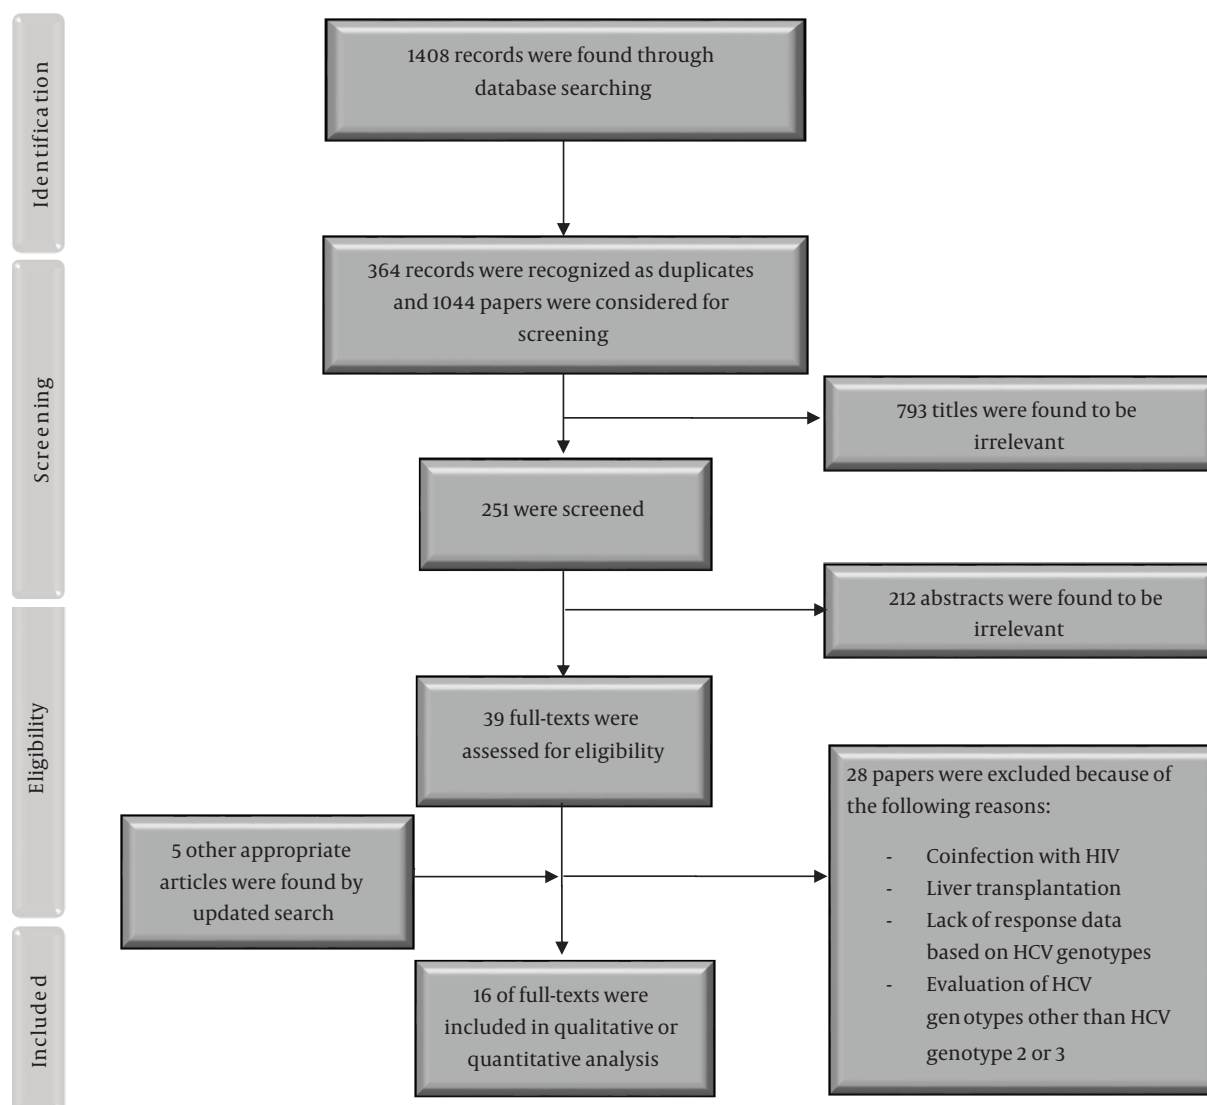 Identification
1408 records were found through
database searching
364 records were recognized as duplicates
and 1044 papers were considered for
screening
Screening
793 titles were found to be
irrelevant
251 were screened
212 abstracts were found to be
irrelevant
Eligibility
39 full-texts were
assessed for eligibility
28 papers were excluded because of
the following reasons:
- Coinfection with HIV
- Liver transplantation
- Lack of response data
based on HCV genotypes
- Evaluation of HCV
genotypes other than HCV
genotype 2 or 3
5 other appropriate
articles were found by
updated search
Included
16 of full-texts were
included in qualitative or
quantitative analysis